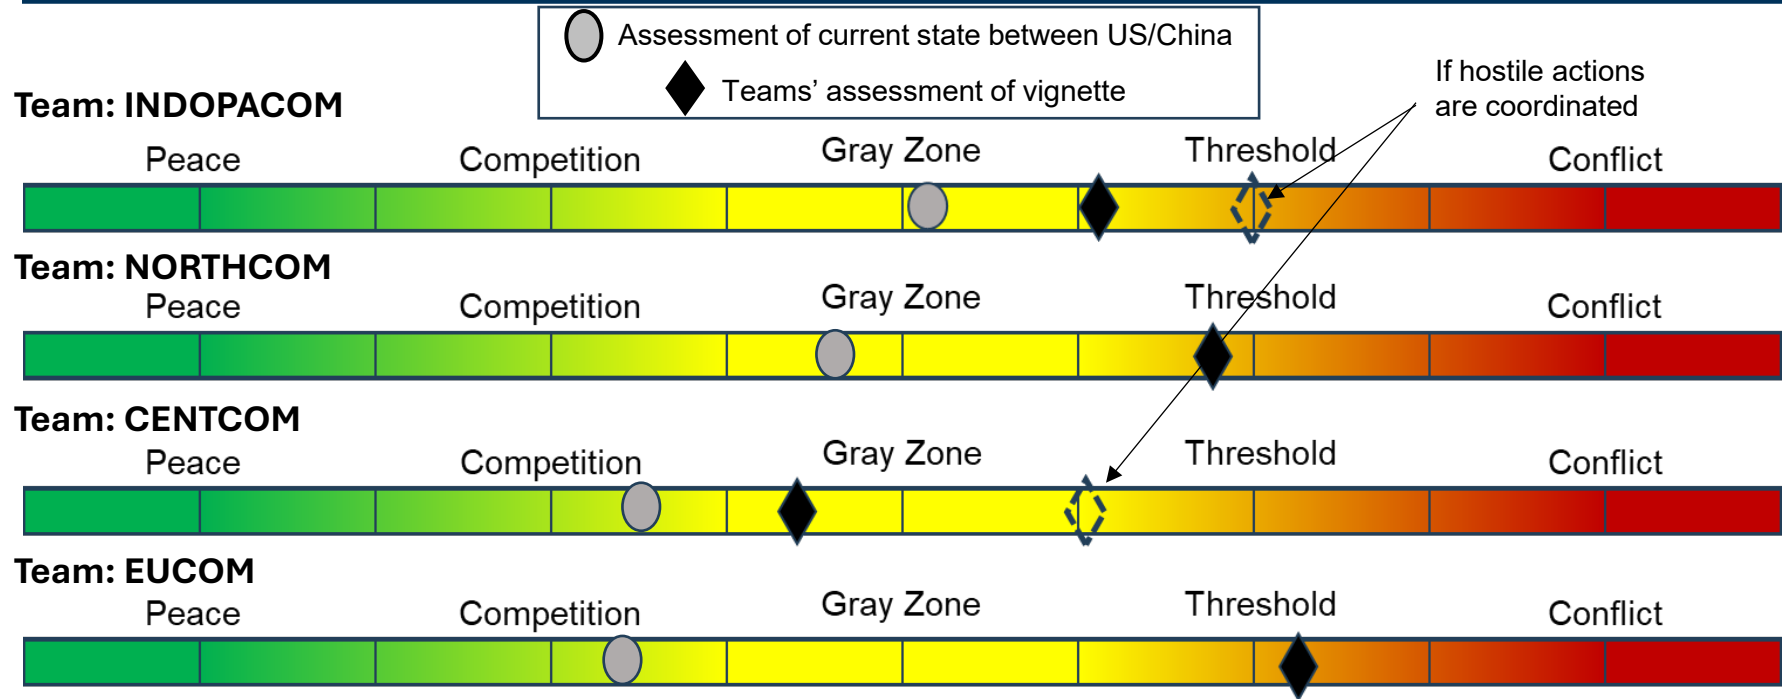 Assessment of current state between US/China
Teams’ assessment of vignette
If hostile actions
are coordinated
Team: INDOPACOM
Peace Competition Gray Zone Threshold Conflict
Team: NORTHCOM
Peace Competition Gray Zone Threshold Conflict
Team: CENTCOM
Peace Competition Gray Zone Threshold Conflict
Team: EUCOM
Peace Competition Gray Zone Threshold Conflict